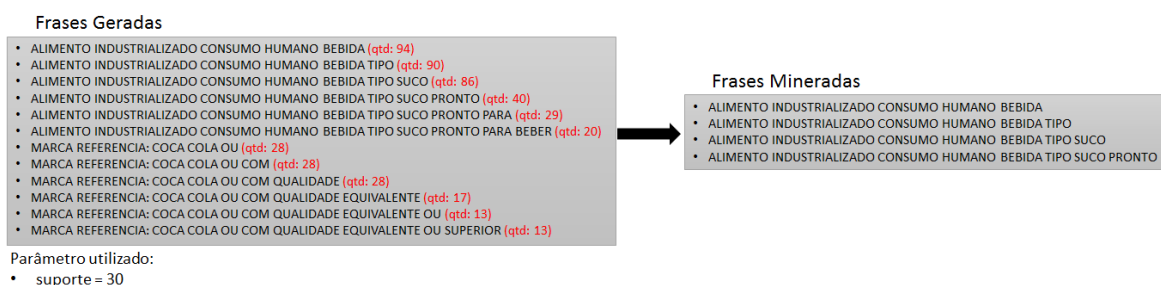 Frases Geradas
• ALIMENTO INDUSTRIALIZADO CONSUMO HUMANO BEBIDA (qtd: 94)
• ALIMENTO INDUSTRIALIZADO CONSUMO HUMANO BEBIDA TIPO (qtd: 90)
• ALIMENTO INDUSTRIALIZADO CONSUMO HUMANO BEBIDA TIPO SUCO (qtd: 86)
• ALIMENTO INDUSTRIALIZADO CONSUMO HUMANO BEBIDA TIPO SUCO PRONTO (qtd: 40)
• ALIMENTO INDUSTRIALIZADO CONSUMO HUMANO BEBIDA TIPO SUCO PRONTO PARA (qtd: 29)
• ALIMENTO INDUSTRIALIZADO CONSUMO HUMANO BEBIDA TIPO SUCO PRONTO PARA BEBER (qtd: 20)
• MARCA REFERENCIA: COCA COLA OU (qtd: 28)
• MARCA REFERENCIA: COCA COLA OU COM (qtd: 28)
• MARCA REFERENCIA: COCA COLA OU COM QUALIDADE (qtd: 28)
• MARCA REFERENCIA: COCA COLA OU COM QUALIDADE EQUIVALENTE (qtd: 17)
• MARCA REFERENCIA: COCA COLA OU COM QUALIDADE EQUIVALENTE OU (qtd: 13)
• MARCA REFERENCIA: COCA COLA OU COM QUALIDADE EQUIVALENTE OU SUPERIOR (qtd: 13)
Parâmetro utilizado:
• suporte = 30
Frases Mineradas
• ALIMENTO INDUSTRIALIZADO CONSUMO HUMANO BEBIDA
• ALIMENTO INDUSTRIALIZADO CONSUMO HUMANO BEBIDA TIPO
• ALIMENTO INDUSTRIALIZADO CONSUMO HUMANO BEBIDA TIPO SUCO
• ALIMENTO INDUSTRIALIZADO CONSUMO HUMANO BEBIDA TIPO SUCO PRONTO